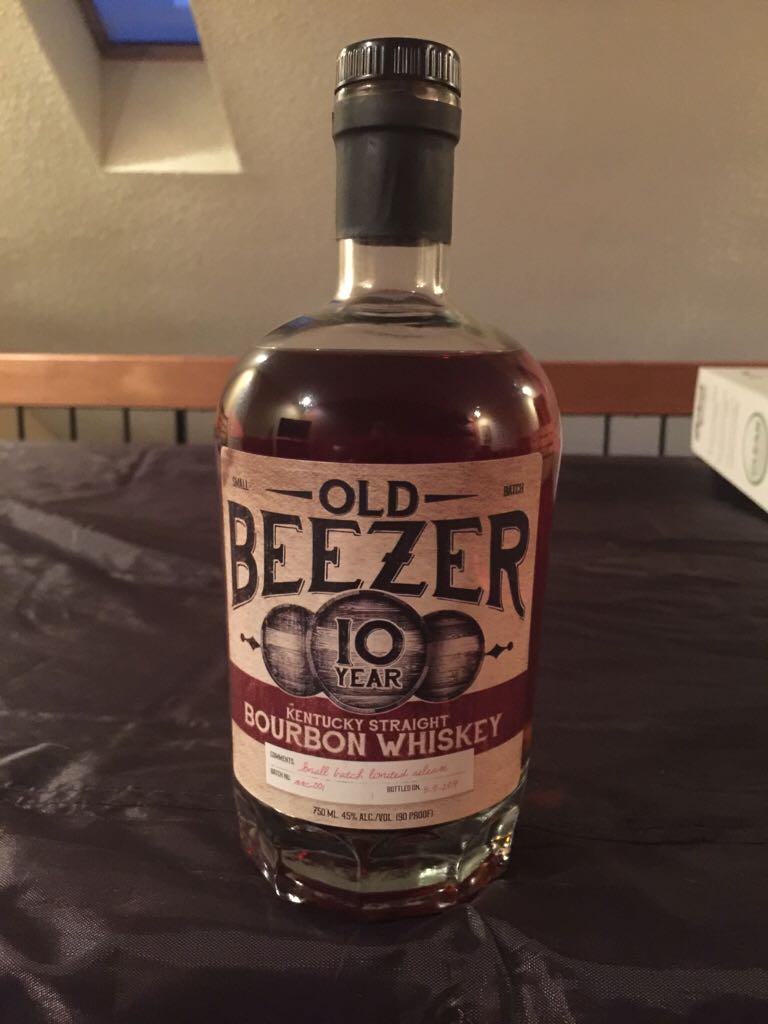 SMALL BATCH
OLD
BEEZER
10
YEAR
KENTUCKY STRAIGHT
BOURBON WHISKEY
COMMENTS: Small batch limited release
BATCH NO.
BOTTLED ON.
750 ML. 45% ALC./VOL. (90 PROOF)